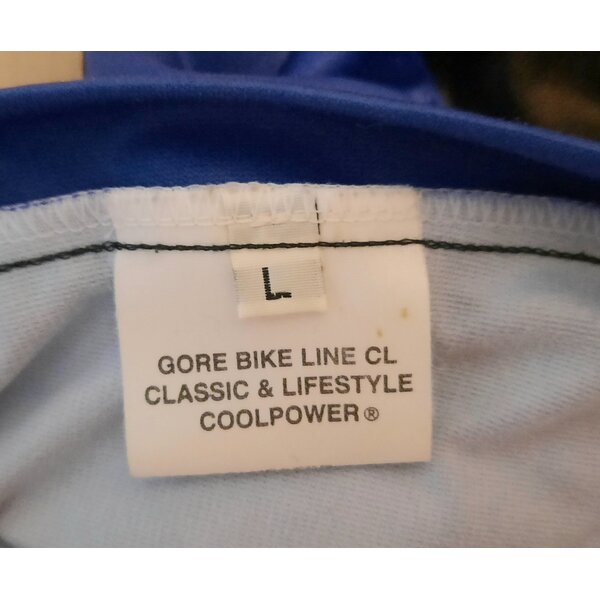 L
GORE BIKE LINE CL
CLASSIC & LIFESTYLE
COOLPOWER®